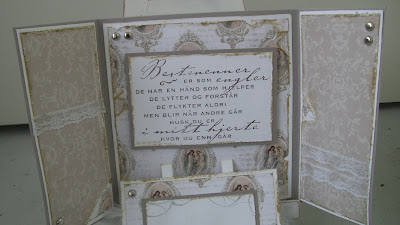 Bestevenner
ER SOM engler
DE HAR EN HÅND SOM HJELPER
DE LYTTER OG FORSTÅR
DE FLYKTER ALDRI
MEN BLIR NÅR ANDRE GÅR
HUSK DU ER
i mitt hjerte
HVOR DU ENN GÅR